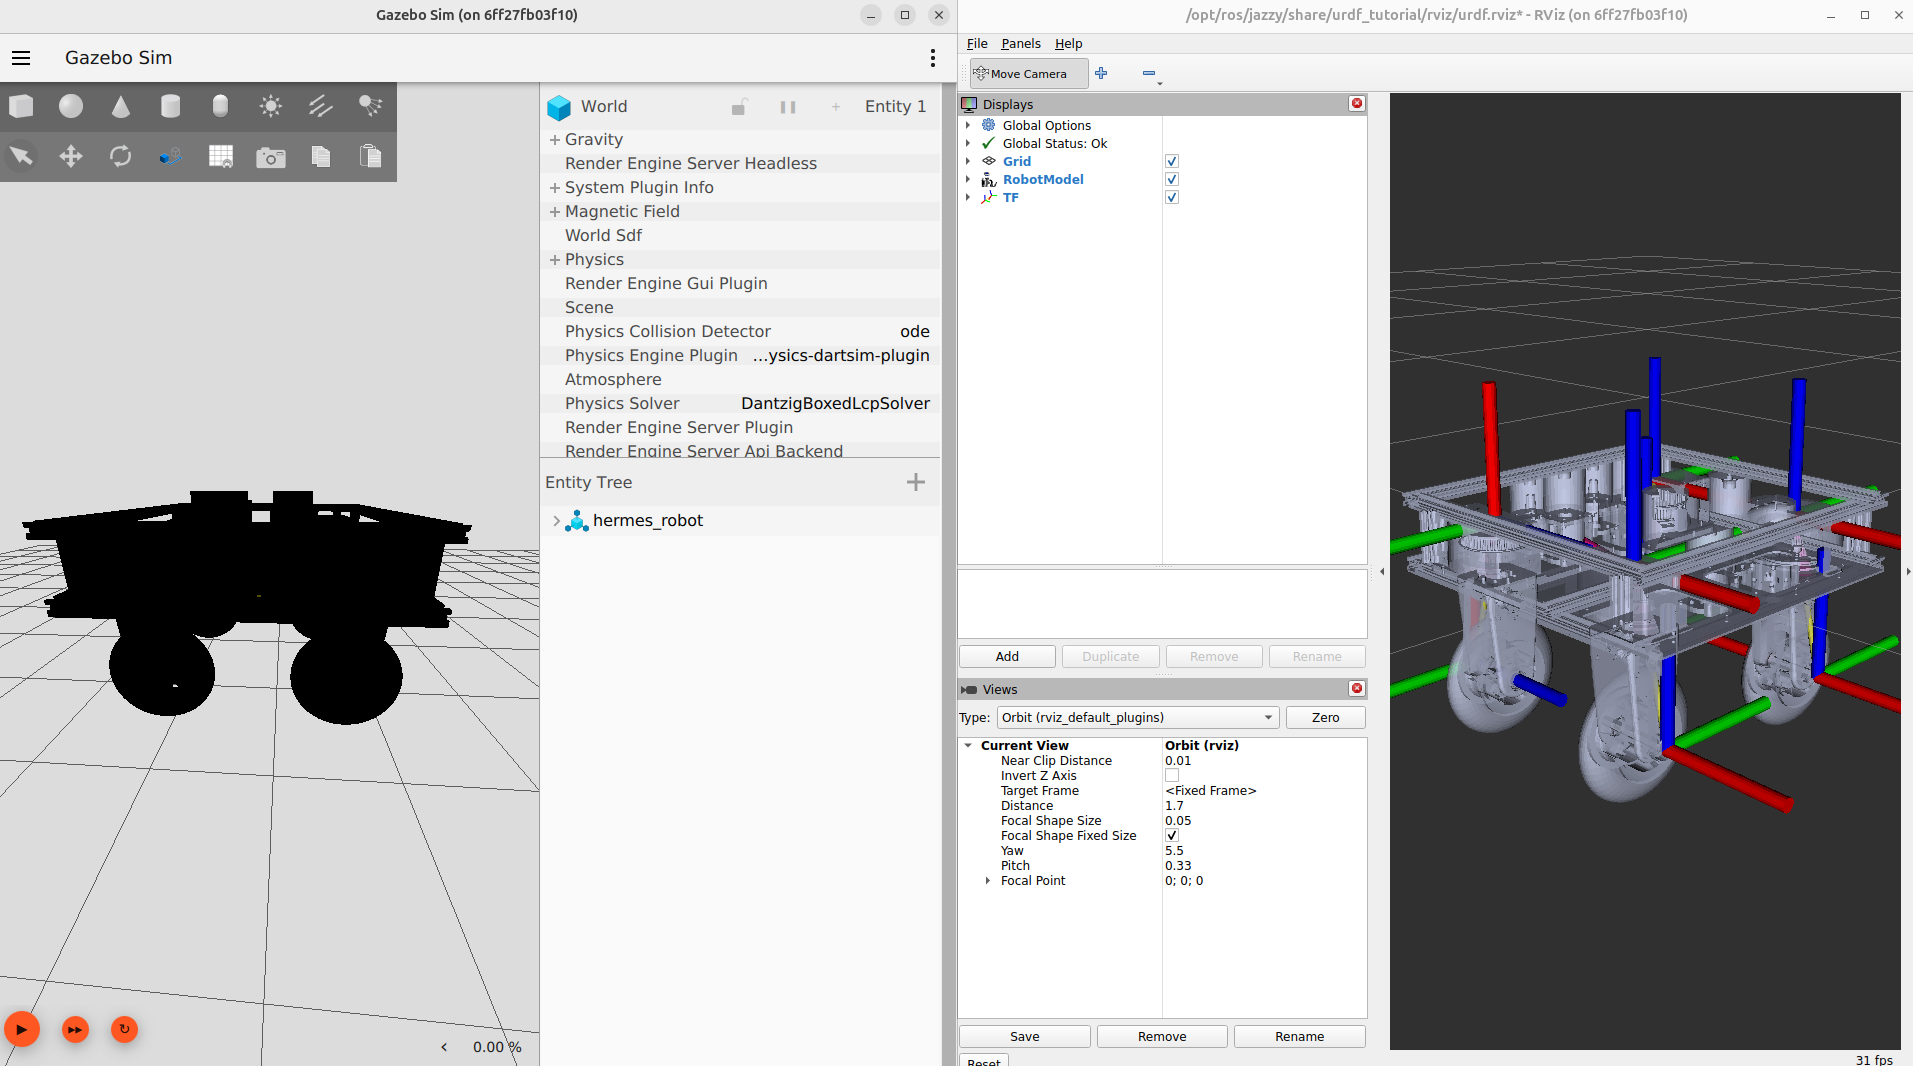 Gazebo Sim (on 6ff27fb03f10)
Gazebo Sim
World
Entity 1
Gravity
Render Engine Server Headless
System Plugin Info
Magnetic Field
World Sdf
Physics
Render Engine Gui Plugin
Scene
Physics Collision Detector ode
Physics Engine Plugin ...ysics-dartsim-plugin
Atmosphere
Physics Solver DantzigBoxedLcpSolver
Render Engine Server Plugin
Render Engine Server Api Backend
Entity Tree
hermes_robot
0.00 %
/opt/ros/jazzy/share/urdf_tutorial/rviz/urdf.rviz* - RViz (on 6ff27fb03f10)
File Panels Help
Move Camera
Displays
Global Options
Global Status: Ok
Grid
RobotModel
TF
Add Duplicate Remove Rename
Views
Type: Orbit (rviz_default_plugins) Zero
Current View Orbit (rviz)
Near Clip Distance 0.01
Invert Z Axis
Target Frame <Fixed Frame>
Distance 1.7
Focal Shape Size 0.05
Focal Shape Fixed Size
Yaw 5.5
Pitch 0.33
Focal Point 0; 0; 0
Save Remove Rename
Reset
31 fps